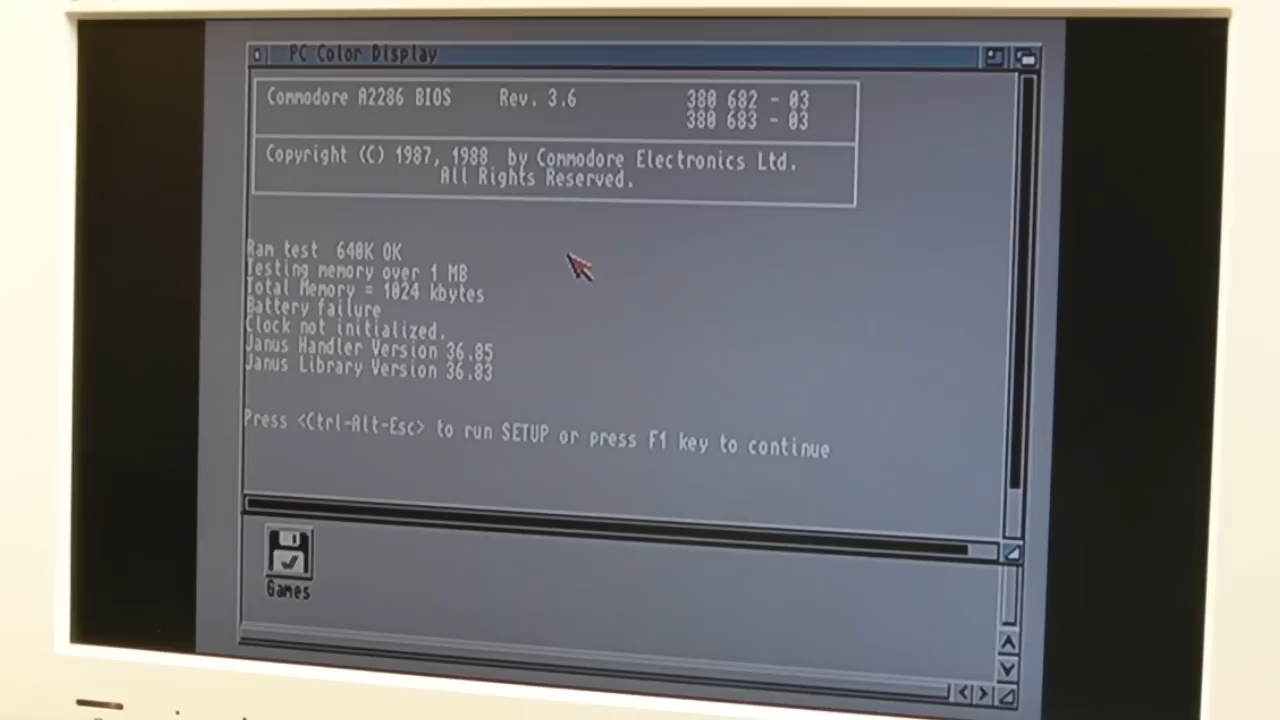 PC Color Display
Commodore A2286 BIOS Rev. 3.6 380 682 - 03
380 683 - 03
Copyright (C) 1987, 1988 by Commodore Electronics Ltd.
All Rights Reserved.
Ram test 640K OK
Testing memory over 1 MB
Total Memory = 1024 kbytes
Battery failure
Clock not initialized.
Janus Handler Version 36.85
Janus Library Version 36.83
Press <Ctrl-Alt-Esc> to run SETUP or press F1 key to continue
Games